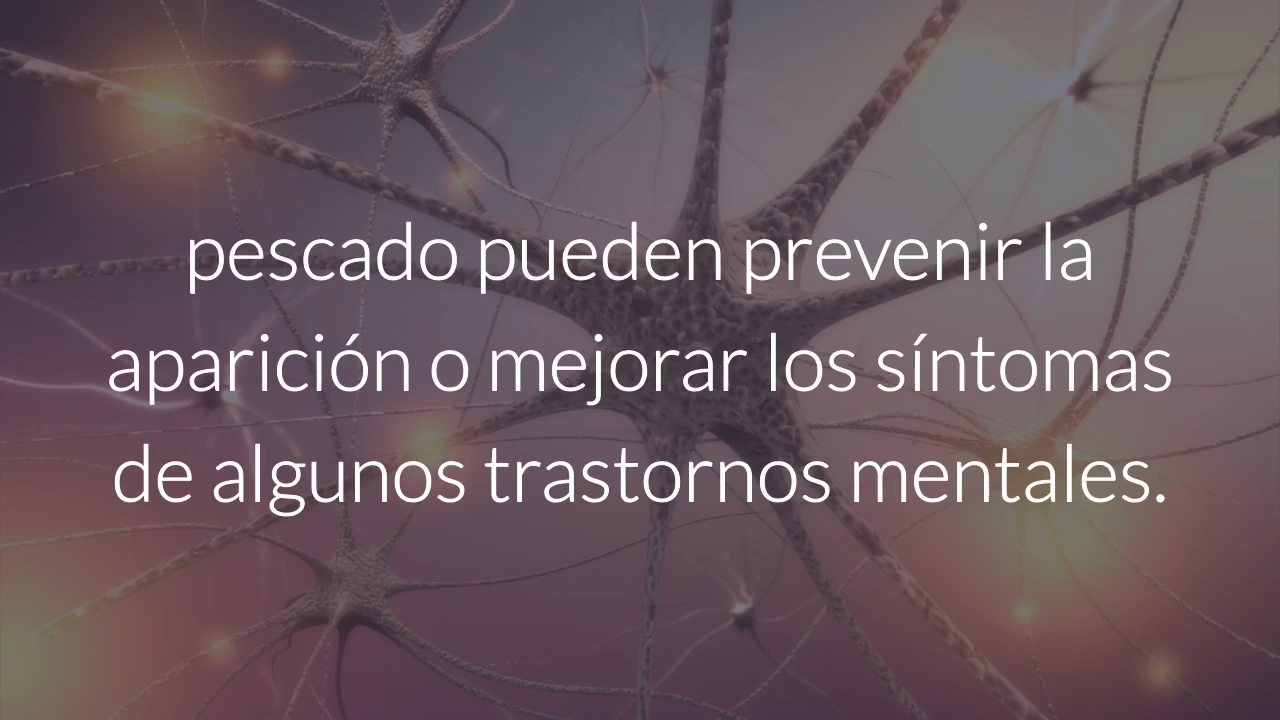 pescado pueden prevenir la
aparición o mejorar los síntomas
de algunos trastornos mentales.